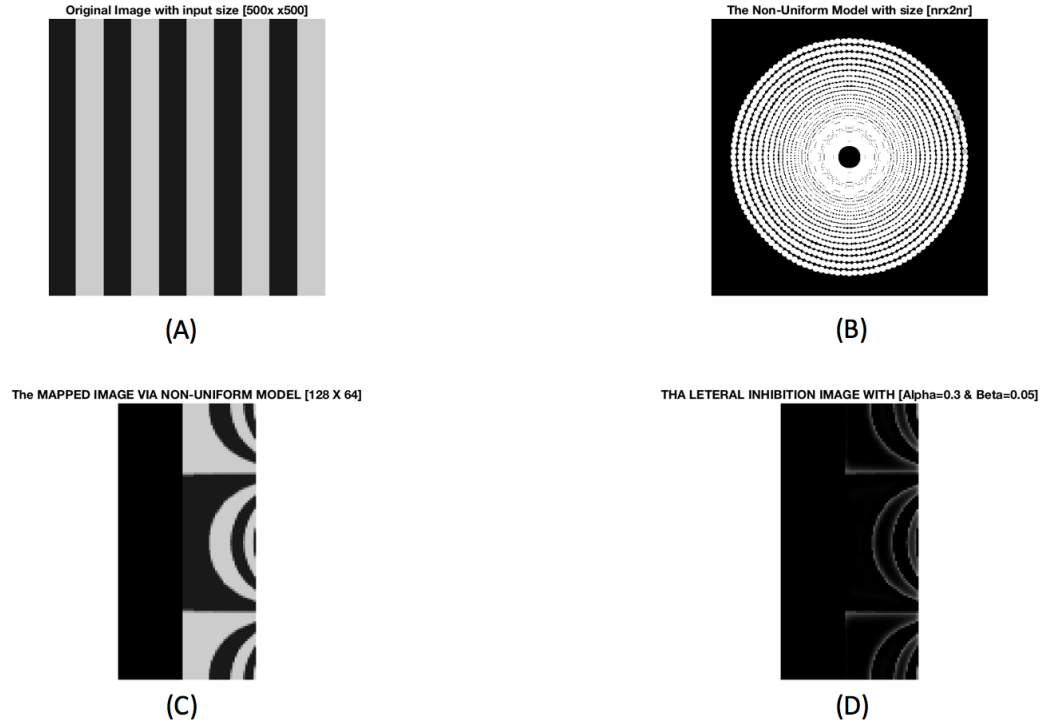 Original Image with input size [500x x500]
The Non-Uniform Model with size [nrx2nr]
(A)
(B)
The MAPPED IMAGE VIA NON-UNIFORM MODEL [128 X 64]
THA LETERAL INHIBITION IMAGE WITH [Alpha=0.3 & Beta=0.05]
(C)
(D)